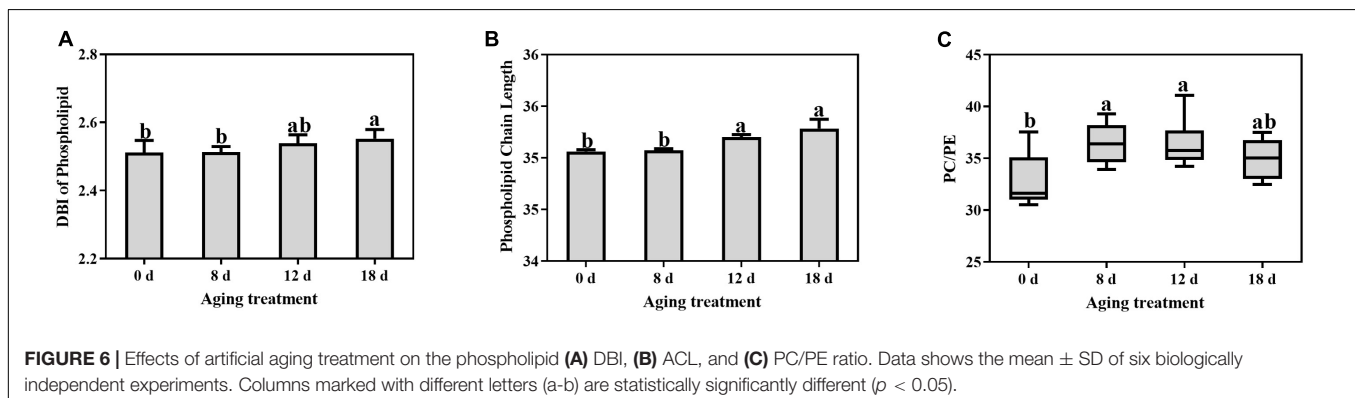 A
2.8
2.6
2.4
2.2
DBI of Phospholipid
b
b
ab
a
0 d
8 d
12 d
18 d
Aging treatment
B
36
36
35
35
34
Phospholipid Chain Length
b
b
a
a
0 d
8 d
12 d
18 d
Aging treatment
C
45
40
35
30
25
PC/PE
b
a
a
ab
0 d
8 d
12 d
18 d
Aging treatment
FIGURE 6 | Effects of artificial aging treatment on the phospholipid (A) DBI, (B) ACL, and (C) PC/PE ratio. Data shows the mean ± SD of six biologically
independent experiments. Columns marked with different letters (a-b) are statistically significantly different (p < 0.05).